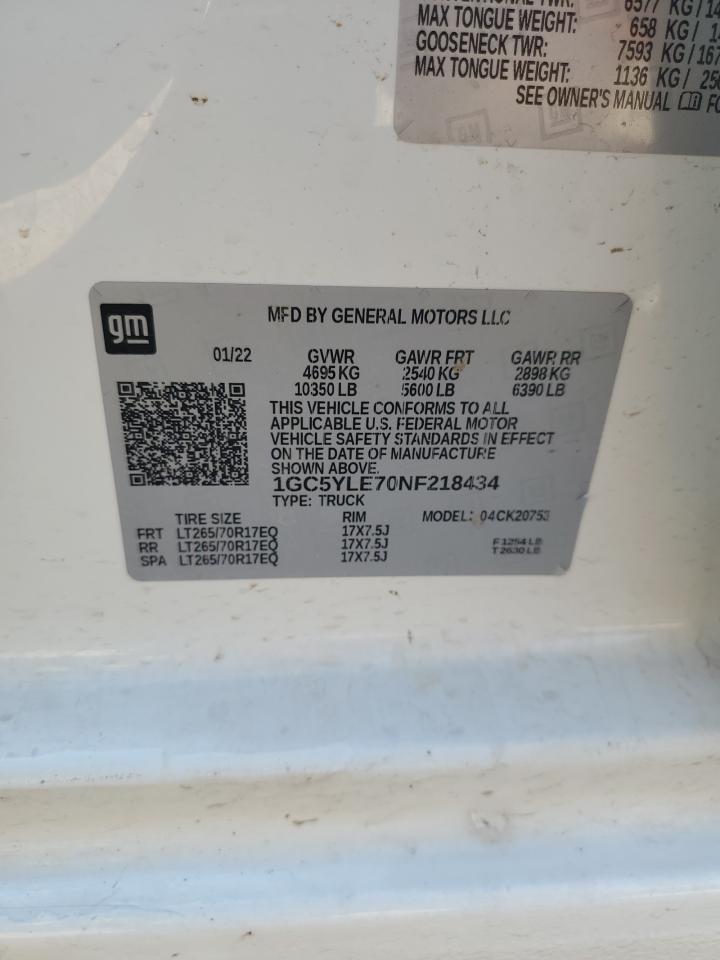 TWR: 6577 KG/
MAX TONGUE WEIGHT: 658 KG/
GOOSENECK TWR: 7593 KG/
MAX TONGUE WEIGHT: 1136 KG/
SEE OWNER'S MANUAL
gm
MFD BY GENERAL MOTORS LLC
01/22 GVWR GAWR FRT GAWR RR
4695 KG 2540 KG 2898 KG
10350 LB 5600 LB 6390 LB
THIS VEHICLE CONFORMS TO ALL
APPLICABLE U.S. FEDERAL MOTOR
VEHICLE SAFETY STANDARDS IN EFFECT
ON THE DATE OF MANUFACTURE
SHOWN ABOVE.
1GC5YLE70NF218434
TYPE: TRUCK
TIRE SIZE RIM MODEL: 04CK20753
FRT LT265/70R17EQ 17X7.5J
RR LT265/70R17EQ 17X7.5J F 1254 LB
SPA LT265/70R17EQ 17X7.5J T 2630 LB